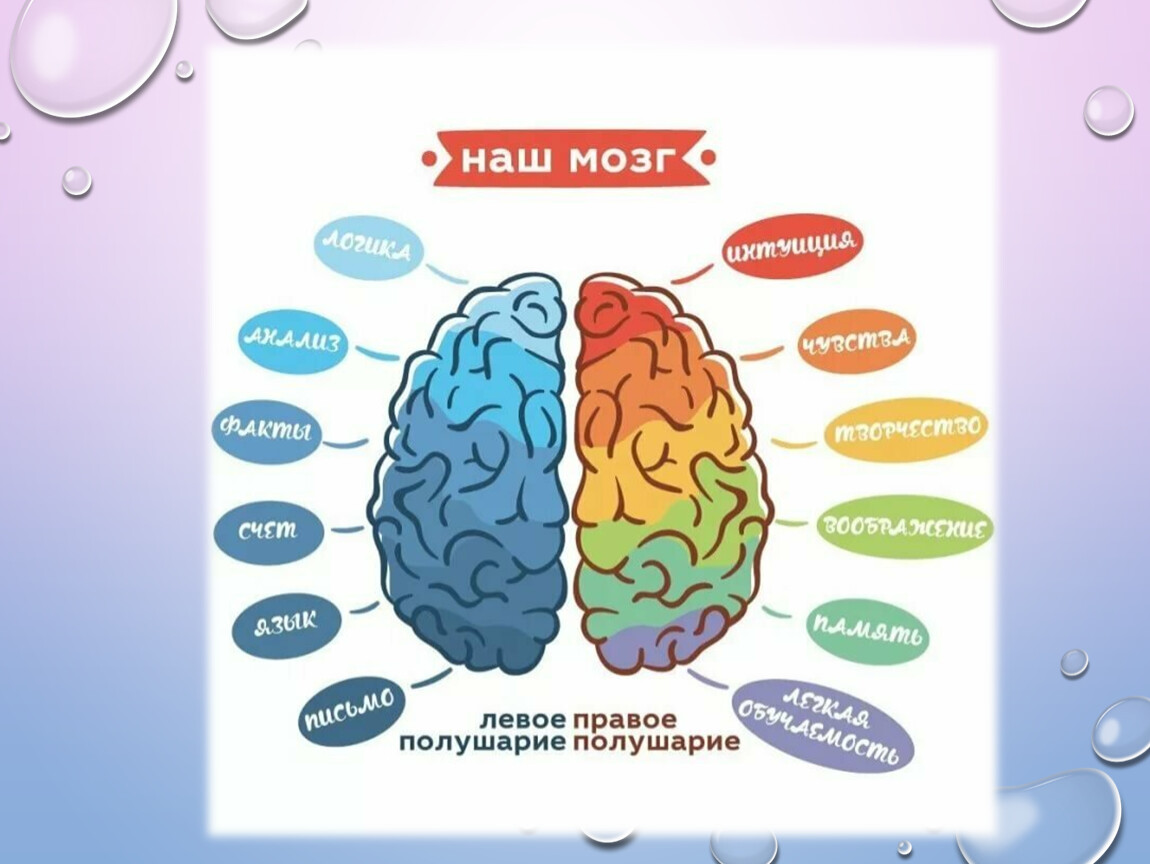 наш мозг
ЛОГИКА
ИНТУИЦИЯ
АНАЛИЗ
ЧУВСТВА
ФАКТЫ
ТВОРЧЕСТВО
СЧЕТ
ВООБРАЖЕНИЕ
ЯЗЫК
ПАМЯТЬ
ПИСЬМО
ЛЕГКАЯ
ОБУЧАЕМОСТЬ
левое правое
полушарие полушарие